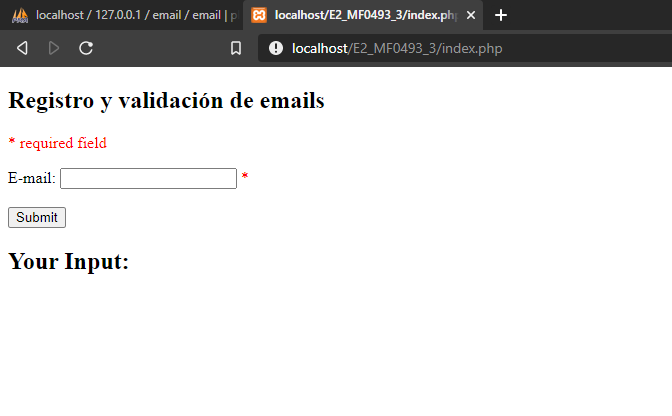 localhost / 127.0.0.1 / email / email | p
localhost/E2_MF0493_3/index.php
localhost/E2_MF0493_3/index.php
Registro y validación de emails
* required field
E-mail: *
Submit
Your Input: